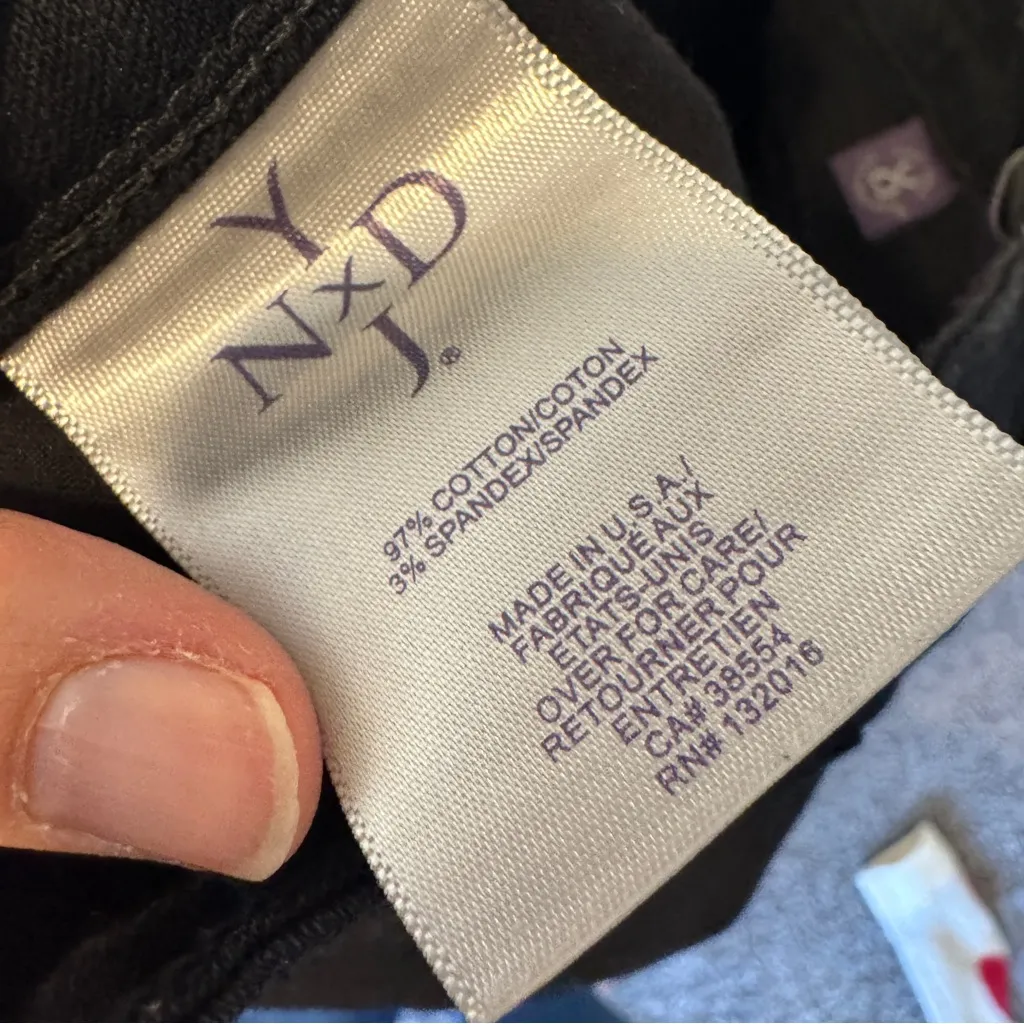 NYDJ®
97% COTTON/COTON
3% SPANDEX/SPANDEX
MADE IN U.S.A./
FABRIQUÉ AUX
ETATS-UNIS
OVER FOR CARE/
RETOURNER POUR
ENTRETIEN
CA# 38554
RN# 132016